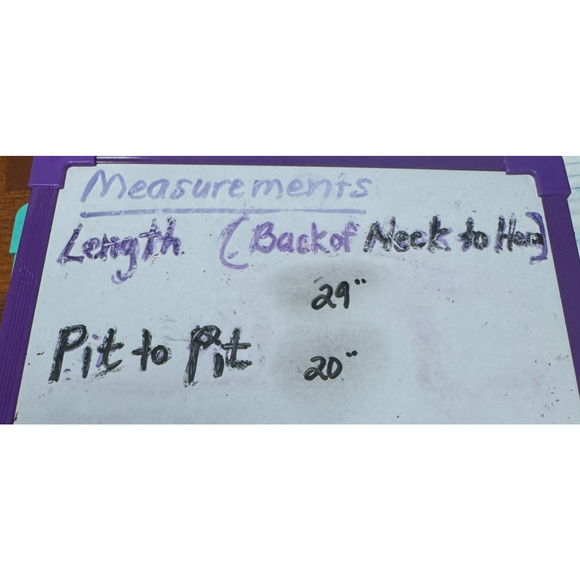 Measurements
Length (Back of Neck to Hem)
29"
Pit to Pit 20"